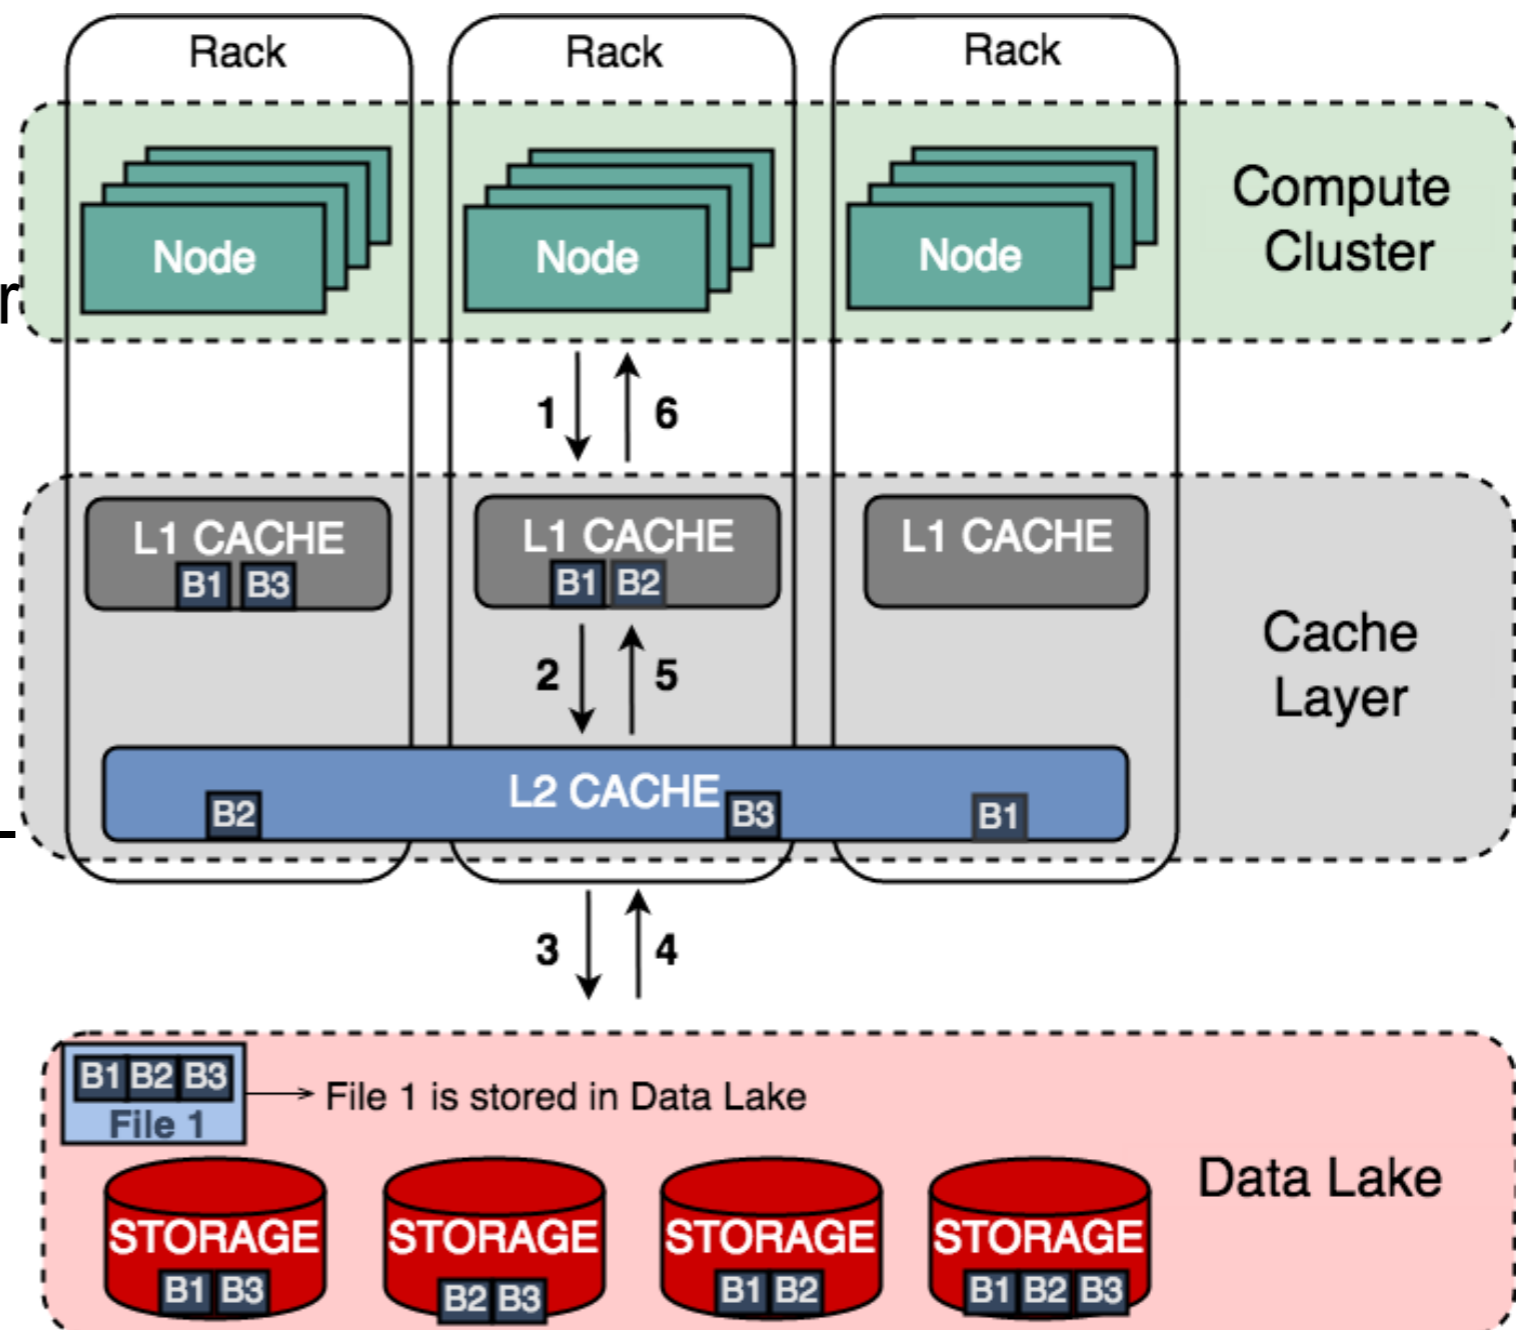 Rack
Rack
Rack
Compute
Cluster
Node
Node
Node
r
1
6
L1 CACHE
B1 B3
L1 CACHE
B1 B2
L1 CACHE
Cache
Layer
2
5
L2 CACHE
B2
B3
B1
-
3
4
B1 B2 B3
File 1
File 1 is stored in Data Lake
Data Lake
STORAGE
B1 B3
STORAGE
B2 B3
STORAGE
B1 B2
STORAGE
B1 B2 B3